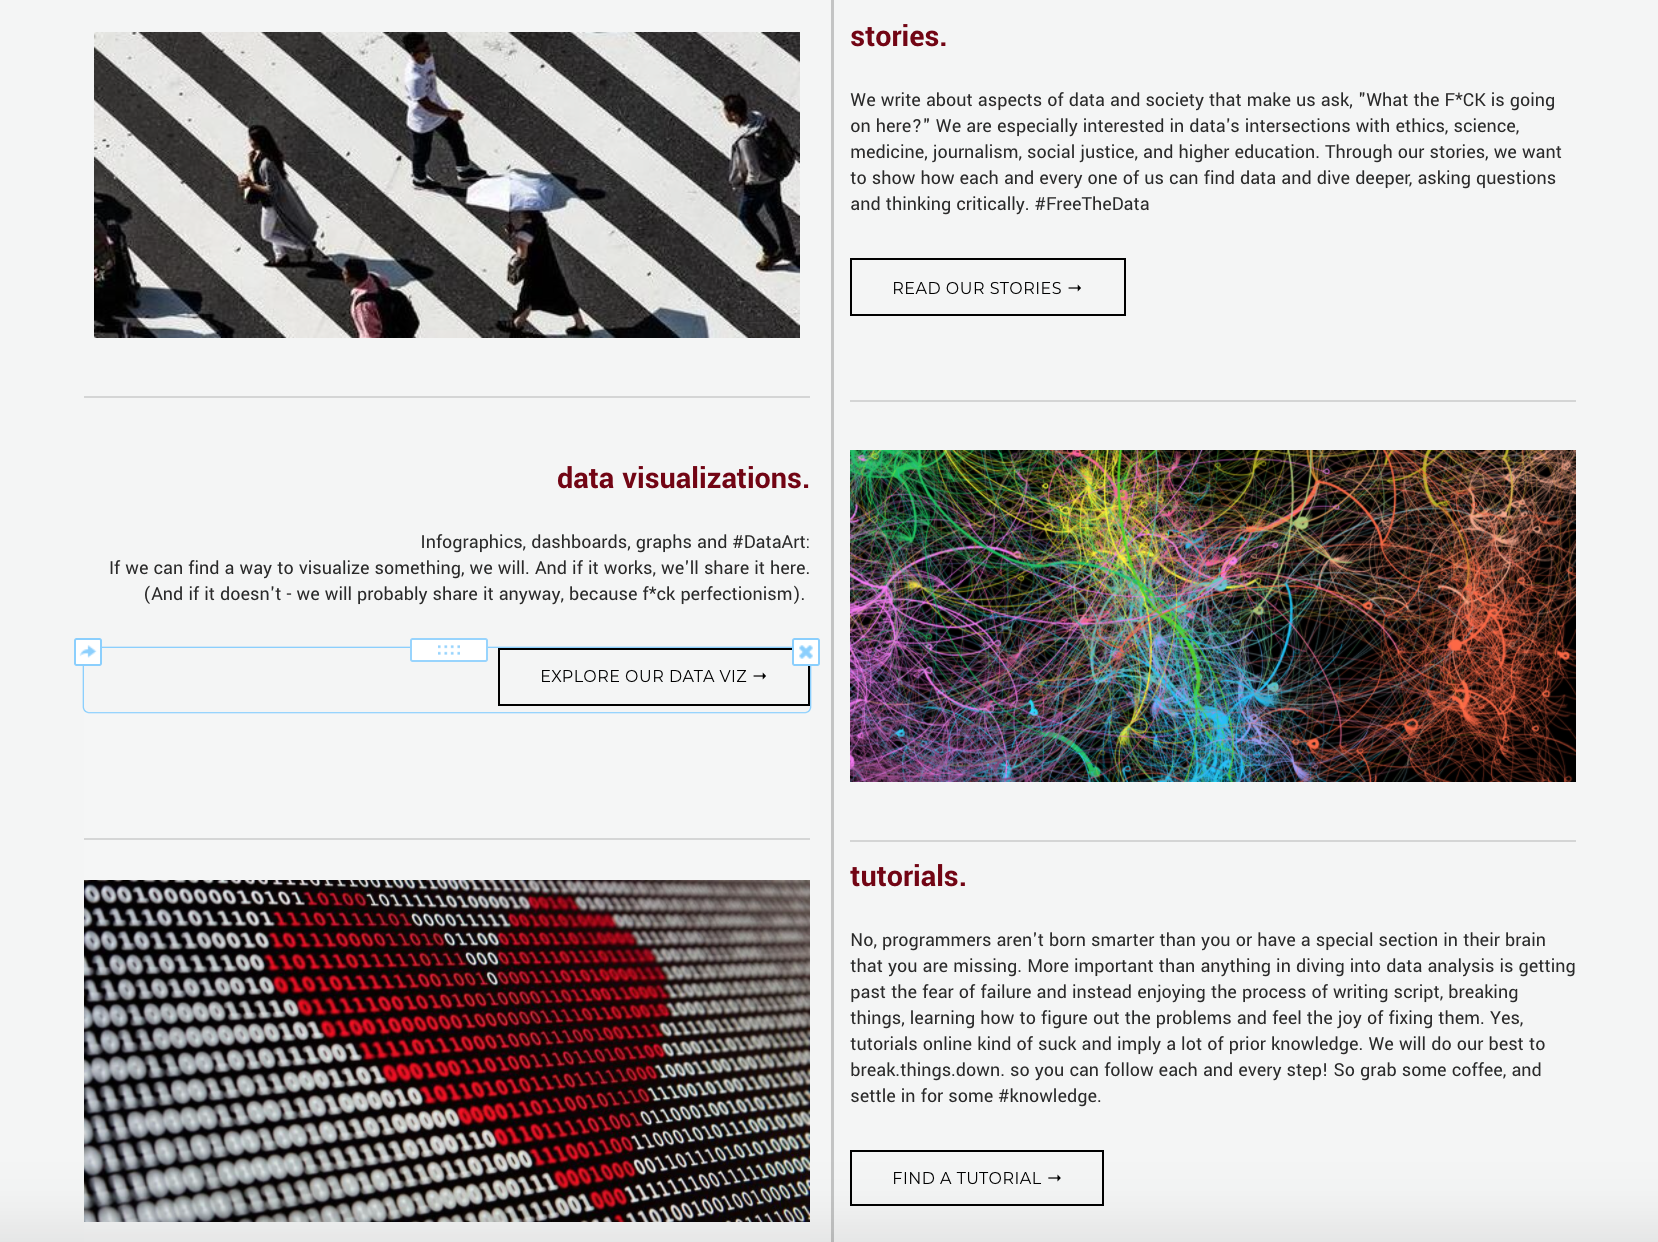 stories.
We write about aspects of data and society that make us ask, "What the F*CK is going
on here?" We are especially interested in data's intersections with ethics, science,
medicine, journalism, social justice, and higher education. Through our stories, we want
to show how each and every one of us can find data and dive deeper, asking questions
and thinking critically. #FreeTheData
READ OUR STORIES →
data visualizations.
Infographics, dashboards, graphs and #DataArt:
If we can find a way to visualize something, we will. And if it works, we'll share it here.
(And if it doesn't - we will probably share it anyway, because f*ck perfectionism).
EXPLORE OUR DATA VIZ →
tutorials.
No, programmers aren't born smarter than you or have a special section in their brain
that you are missing. More important than anything in diving into data analysis is getting
past the fear of failure and instead enjoying the process of writing script, breaking
things, learning how to figure out the problems and feel the joy of fixing them. Yes,
tutorials online kind of suck and imply a lot of prior knowledge. We will do our best to
break.things.down. so you can follow each and every step! So grab some coffee, and
settle in for some #knowledge.
FIND A TUTORIAL →